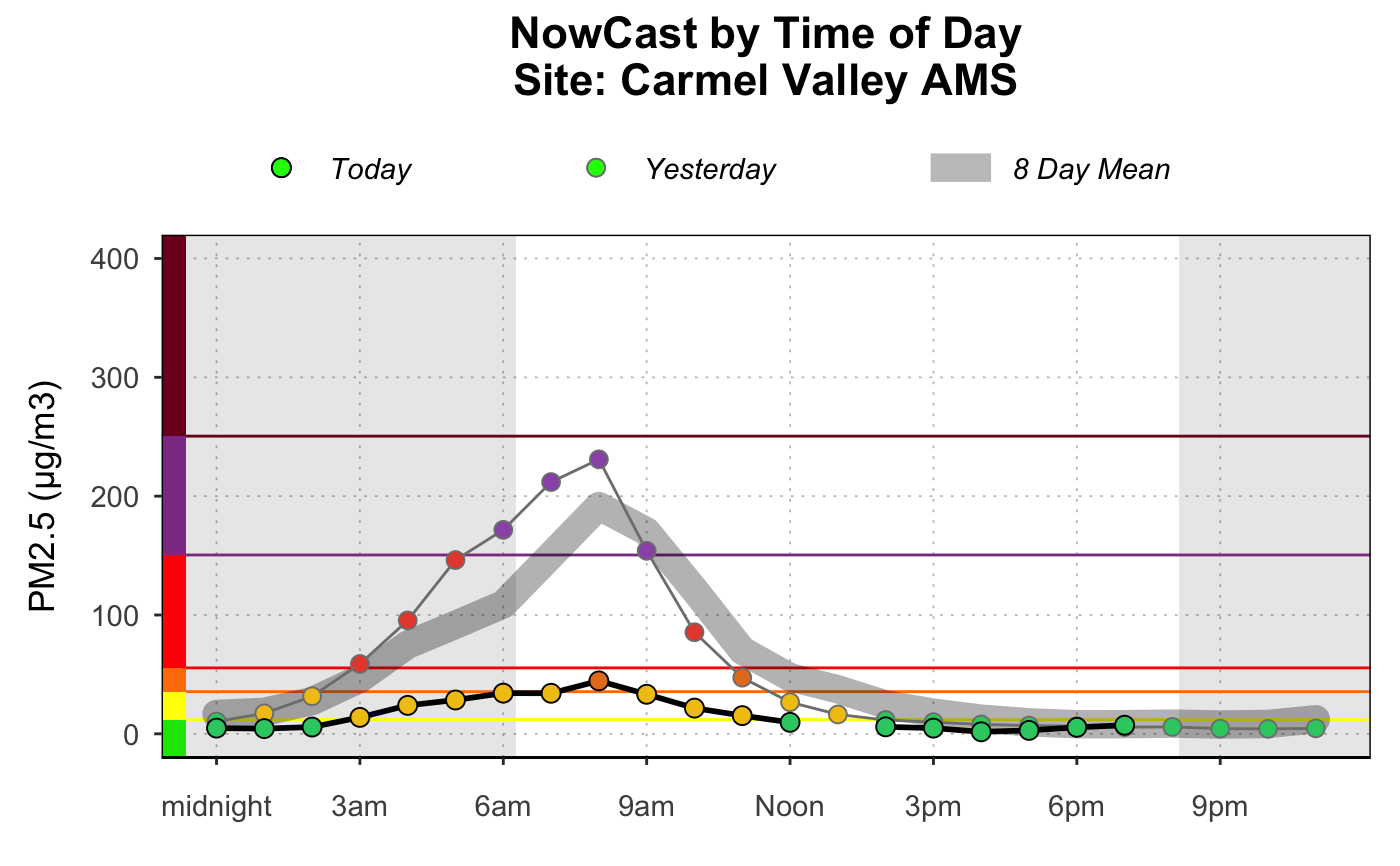 NowCast by Time of Day
Site: Carmel Valley AMS
Today Yesterday 8 Day Mean
PM2.5 (µg/m3)
400
300
200
100
0
midnight 3am 6am 9am Noon 3pm 6pm 9pm